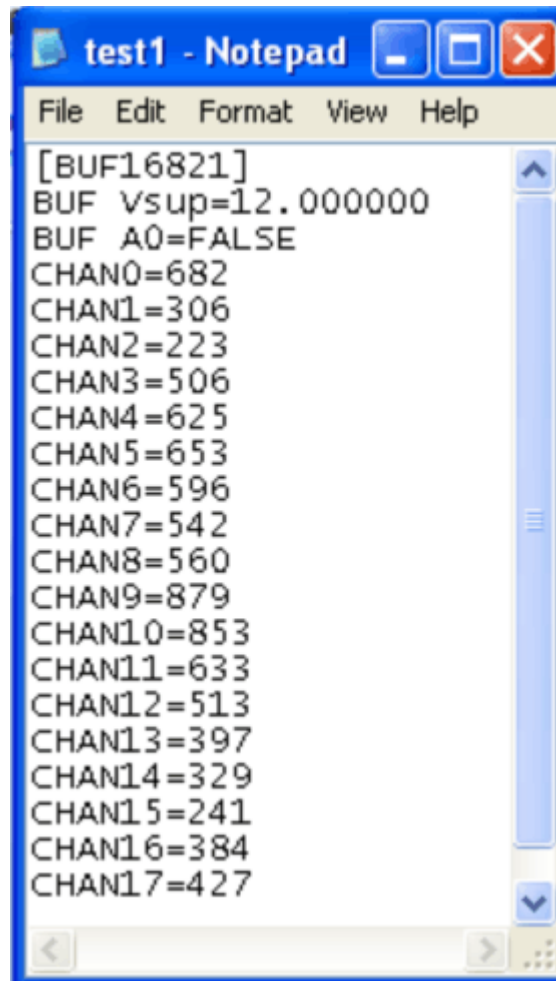 test1 - Notepad
File Edit Format View Help
[BUF16821]
BUF Vsup=12.000000
BUF A0=FALSE
CHAN0=682
CHAN1=306
CHAN2=223
CHAN3=506
CHAN4=625
CHAN5=653
CHAN6=596
CHAN7=542
CHAN8=560
CHAN9=879
CHAN10=853
CHAN11=633
CHAN12=513
CHAN13=397
CHAN14=329
CHAN15=241
CHAN16=384
CHAN17=427